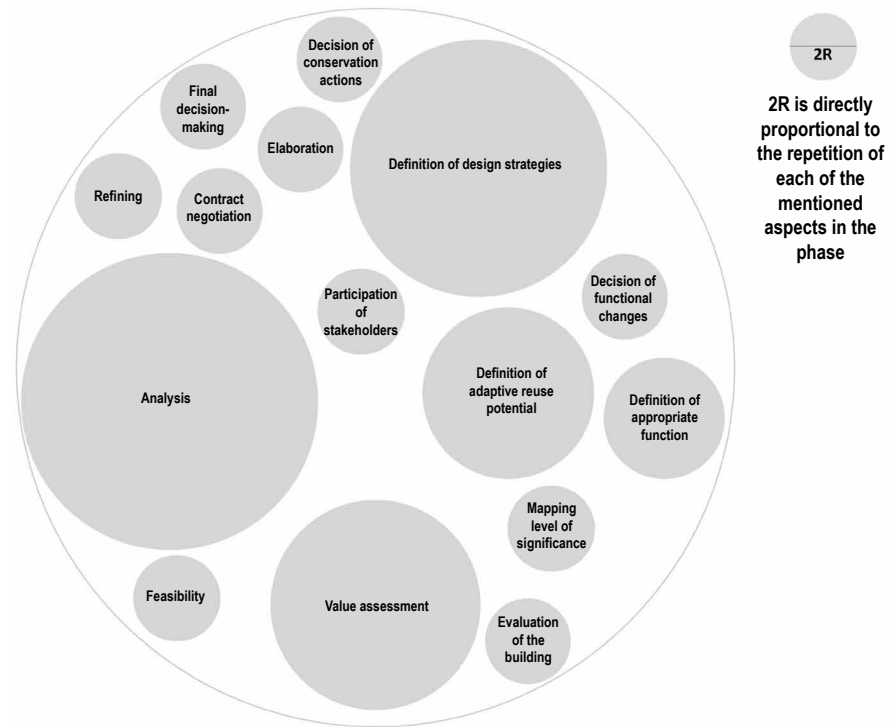 Decision of
conservation
actions
Final
decision-
making
Elaboration
Definition of design strategies
Refining
Contract
negotiation
Participation
of
stakeholders
Decision of
functional
changes
Analysis
Definition of
adaptive reuse
potential
Definition of
appropriate
function
Mapping
level of
significance
Feasibility
Value assessment
Evaluation
of the
building
2R
2R is directly
proportional to
the repetition of
each of the
mentioned
aspects in the
phase